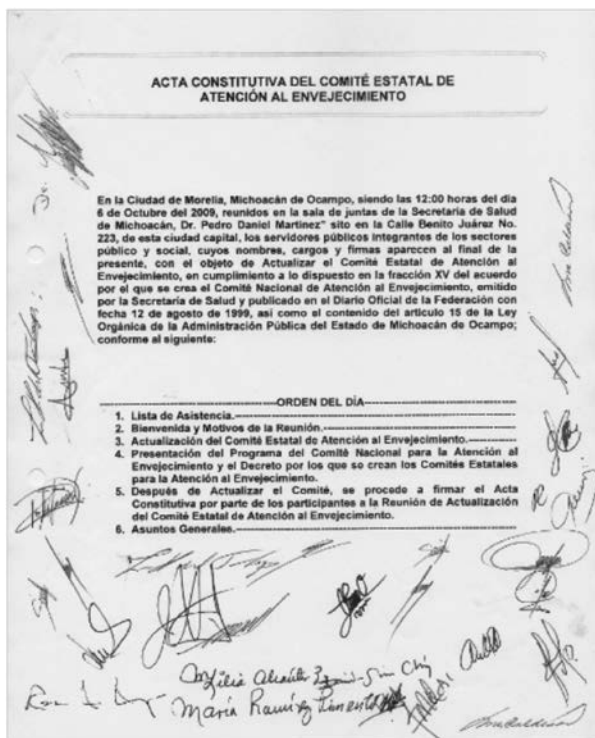 ACTA CONSTITUTIVA DEL COMITÉ ESTATAL DE
ATENCIÓN AL ENVEJECIMIENTO
En la Ciudad de Morelia, Michoacán de Ocampo, siendo las 12:00 horas del día
6 de Octubre del 2009, reunidos en la sala de juntas de la Secretaría de Salud
de Michoacán, Dr. Pedro Daniel Martínez" sito en la Calle Benito Juárez No.
223, de esta ciudad capital, los servidores públicos integrantes de los sectores
público y social, cuyos nombres, cargos y firmas aparecen al final de la
presente, con el objeto de Actualizar el Comité Estatal de Atención al
Envejecimiento, en cumplimiento a lo dispuesto en la fracción XV del acuerdo
por el que se crea el Comité Nacional de Atención al Envejecimiento, emitido
por la Secretaría de Salud y publicado en el Diario Oficial de la Federación con
fecha 12 de agosto de 1999, así como el contenido del artículo 15 de la Ley
Orgánica de la Administración Pública del Estado de Michoacán de Ocampo;
conforme al siguiente:
ORDEN DEL DÍA
1. Lista de Asistencia.
2. Bienvenida y Motivos de la Reunión.
3. Actualización del Comité Estatal de Atención al Envejecimiento.
4. Presentación del Programa del Comité Nacional para la Atención al
Envejecimiento y el Decreto por los que se crean los Comités Estatales
para la Atención al Envejecimiento.
5. Después de Actualizar el Comité, se procede a firmar el Acta
Constitutiva por parte de los participantes a la Reunión de Actualización
del Comité Estatal de Atención al Envejecimiento.
6. Asuntos Generales.
María Ramírez Pimentel